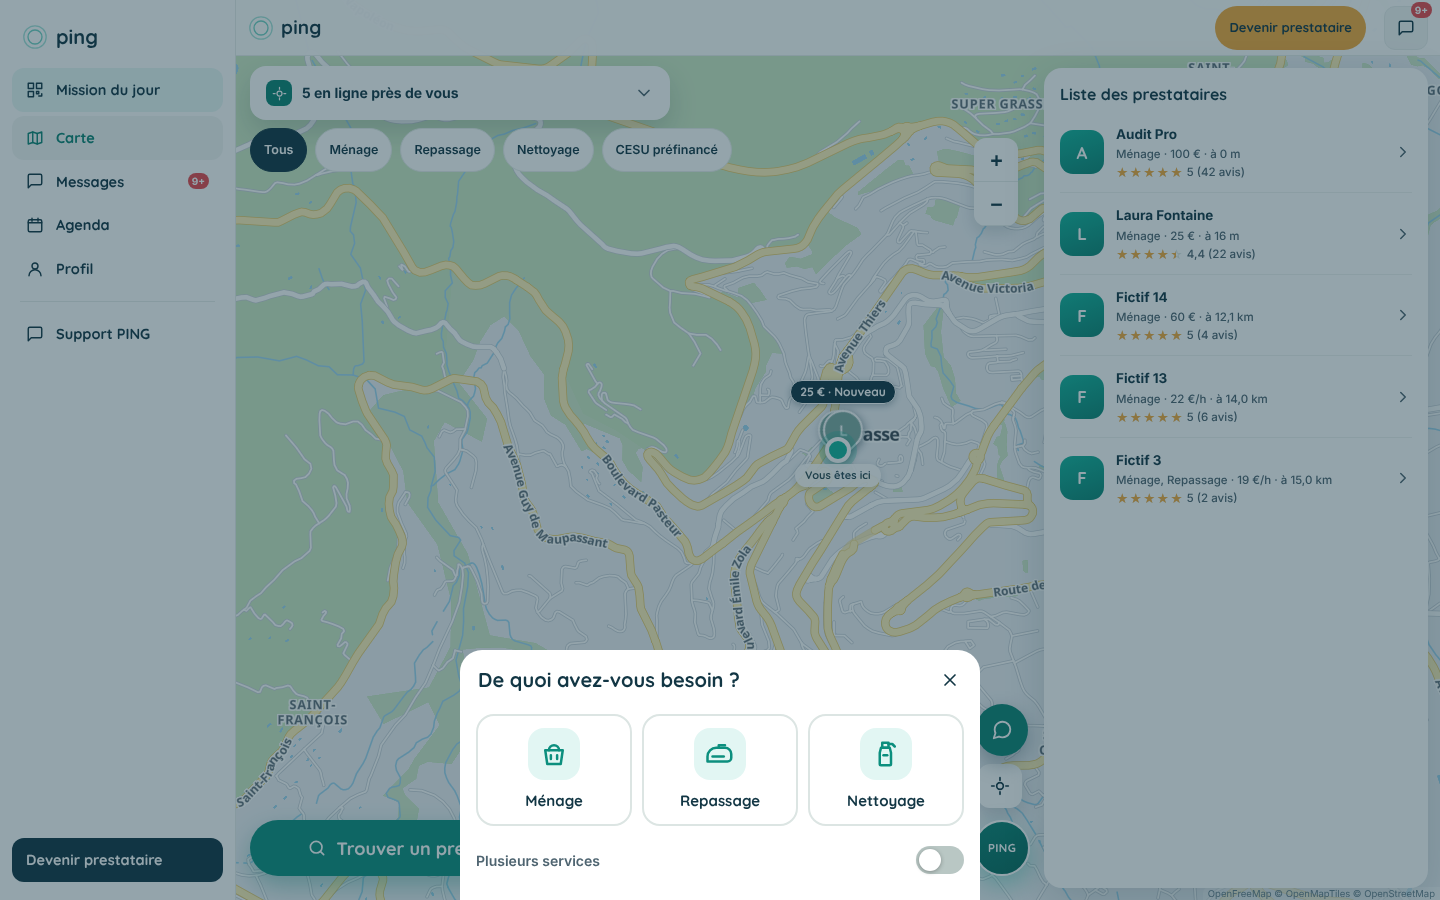 ping
Mission du jour
Carte
Messages
9+
Agenda
Profil
Support PING
Devenir prestataire
ping
Devenir prestataire
9+
5 en ligne près de vous
Tous
Ménage
Repassage
Nettoyage
CESU préfinancé
SUPER GRASS
SAINT
+
−
Avenue Victoria
Avenue Thiers
25 € · Nouveau
L
asse
Vous êtes ici
Avenue Guy de Maupassant
Boulevard Pasteur
ulevard Émile Zola
Route de
SAINT-
FRANÇOIS
Saint-François
Trouver un pre
PING
Liste des prestataires
A
Audit Pro
Ménage · 100 € · à 0 m
★★★★★ 5 (42 avis)
L
Laura Fontaine
Ménage · 25 € · à 16 m
★★★★★ 4,4 (22 avis)
F
Fictif 14
Ménage · 60 € · à 12,1 km
★★★★★ 5 (4 avis)
F
Fictif 13
Ménage · 22 €/h · à 14,0 km
★★★★★ 5 (6 avis)
F
Fictif 3
Ménage, Repassage · 19 €/h · à 15,0 km
★★★★★ 5 (2 avis)
De quoi avez-vous besoin ?
Ménage
Repassage
Nettoyage
Plusieurs services
OpenFreeMap © OpenMapTiles © OpenStreetMap